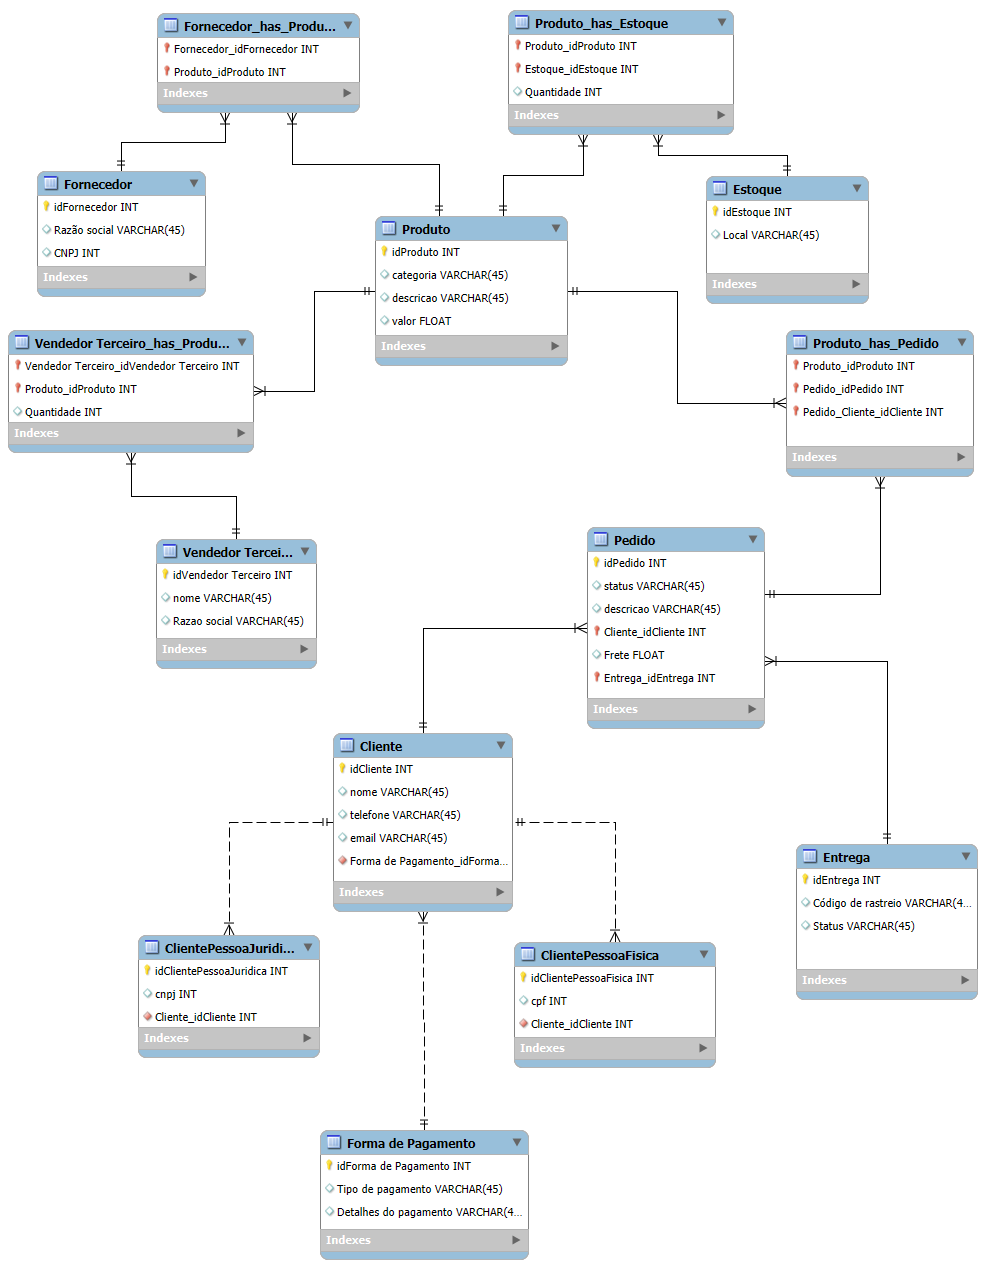 Fornecedor_has_Produ...
Fornecedor_idFornecedor INT
Produto_idProduto INT
Indexes
Produto_has_Estoque
Produto_idProduto INT
Estoque_idEstoque INT
Quantidade INT
Indexes
Fornecedor
idFornecedor INT
Razão social VARCHAR(45)
CNPJ INT
Indexes
Produto
idProduto INT
categoria VARCHAR(45)
descricao VARCHAR(45)
valor FLOAT
Indexes
Estoque
idEstoque INT
Local VARCHAR(45)
Indexes
Vendedor Terceiro_has_Produ...
Vendedor Terceiro_idVendedor Terceiro INT
Produto_idProduto INT
Quantidade INT
Indexes
Produto_has_Pedido
Produto_idProduto INT
Pedido_idPedido INT
Pedido_Cliente_idCliente INT
Indexes
Vendedor Tercei...
idVendedor Terceiro INT
nome VARCHAR(45)
Razao social VARCHAR(45)
Indexes
Pedido
idPedido INT
status VARCHAR(45)
descricao VARCHAR(45)
Cliente_idCliente INT
Frete FLOAT
Entrega_idEntrega INT
Indexes
Cliente
idCliente INT
nome VARCHAR(45)
telefone VARCHAR(45)
email VARCHAR(45)
Forma de Pagamento_idForma...
Indexes
Entrega
idEntrega INT
Código de rastreio VARCHAR(4...
Status VARCHAR(45)
Indexes
ClientePessoaJuridi...
idClientePessoaJuridica INT
cnpj INT
Cliente_idCliente INT
Indexes
ClientePessoaFisica
idClientePessoaFisica INT
cpf INT
Cliente_idCliente INT
Indexes
Forma de Pagamento
idForma de Pagamento INT
Tipo de pagamento VARCHAR(45)
Detalhes do pagamento VARCHAR(4...
Indexes